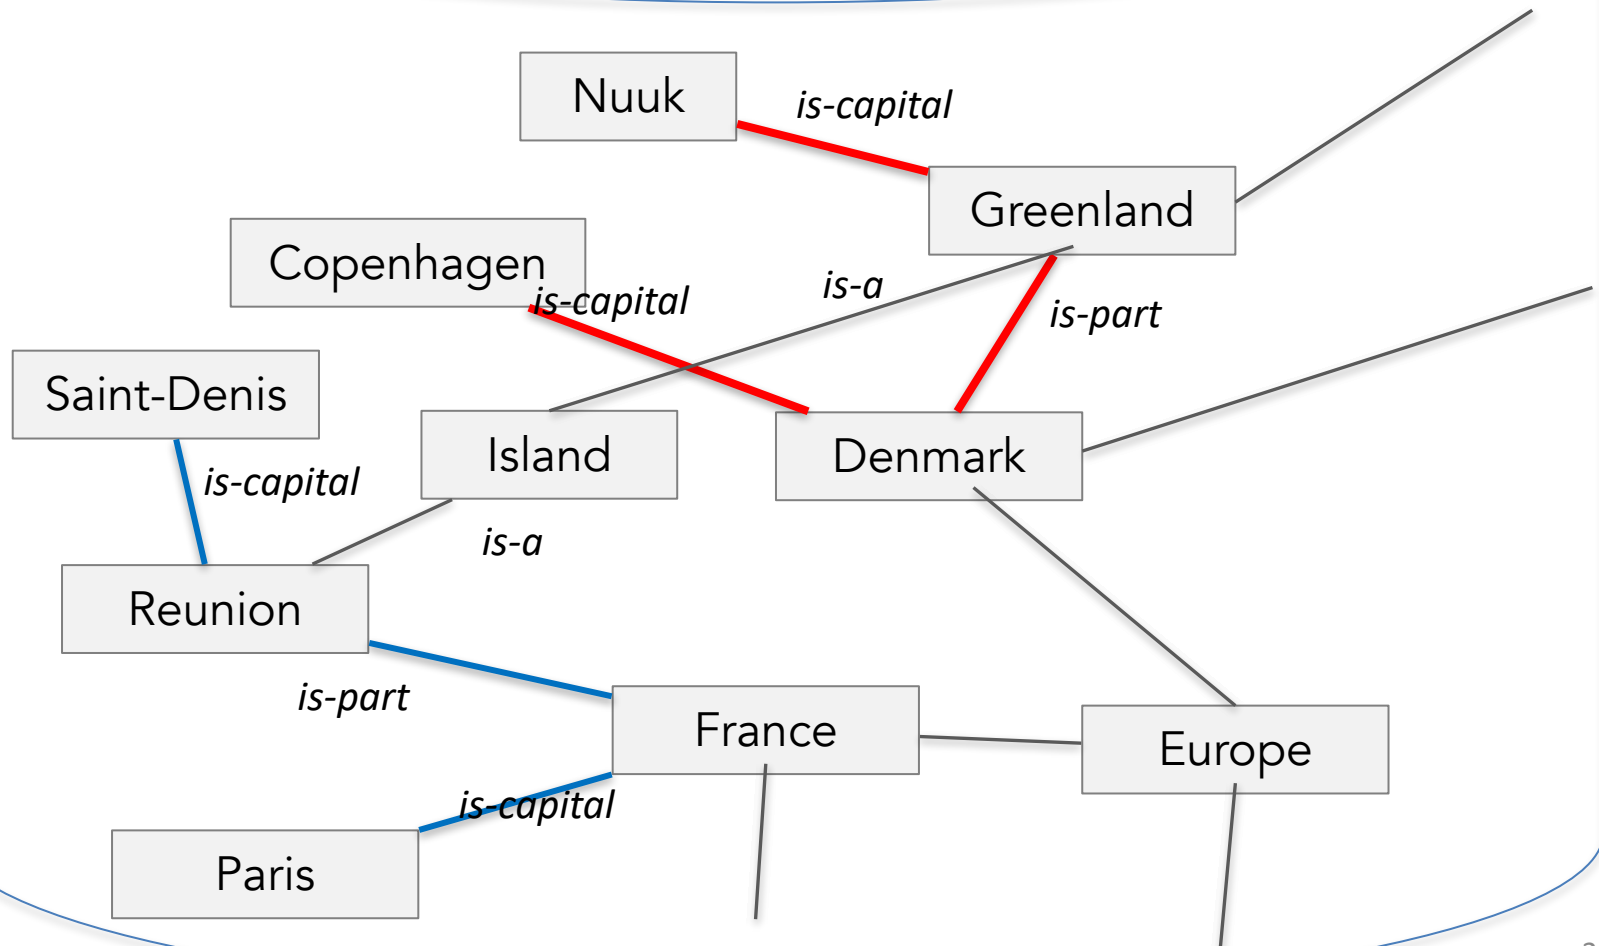 Nuuk
is-capital
Greenland
Copenhagen
is-capital
is-a
is-part
Saint-Denis
Island
Denmark
is-capital
is-a
Reunion
is-part
France
Europe
is-capital
Paris